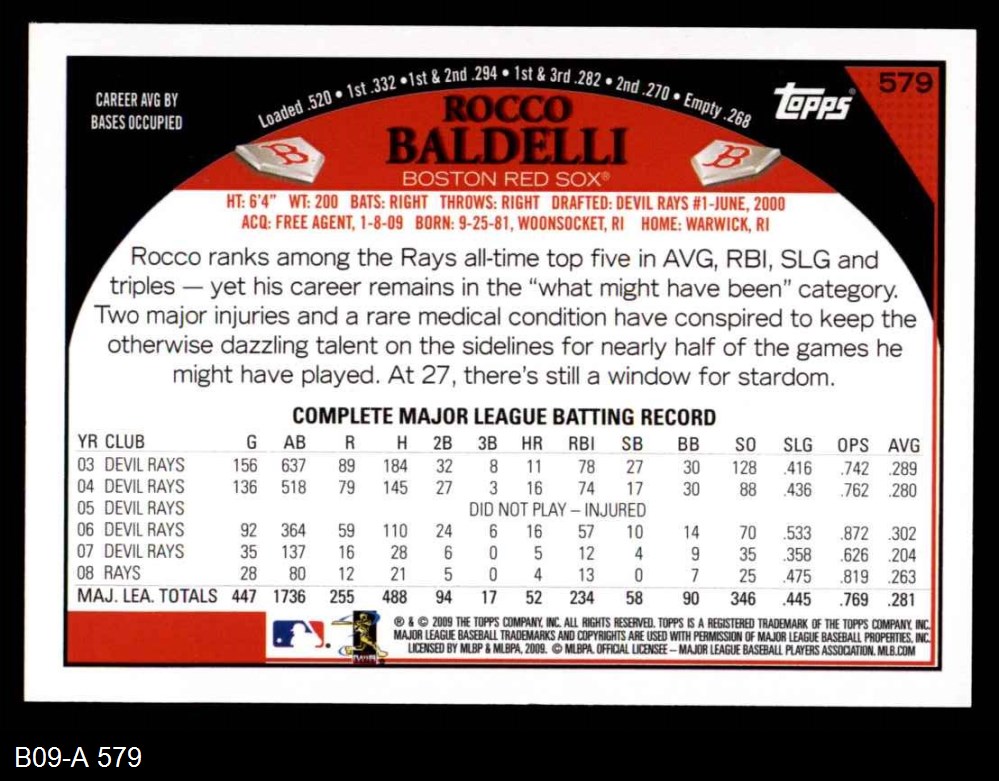 CAREER AVG BY
BASES OCCUPIED
Loaded .520 • 1st .332 • 1st & 2nd .294 • 1st & 3rd .282 • 2nd .270 • Empty .268
topps®
579
ROCCO
BALDELLI
BOSTON RED SOX®
B
B
HT: 6'4" WT: 200 BATS: RIGHT THROWS: RIGHT DRAFTED: DEVIL RAYS #1-JUNE, 2000
ACQ: FREE AGENT, 1-8-09 BORN: 9-25-81, WOONSOCKET, RI HOME: WARWICK, RI
Rocco ranks among the Rays all-time top five in AVG, RBI, SLG and
triples — yet his career remains in the “what might have been” category.
Two major injuries and a rare medical condition have conspired to keep the
otherwise dazzling talent on the sidelines for nearly half of the games he
might have played. At 27, there's still a window for stardom.
COMPLETE MAJOR LEAGUE BATTING RECORD
YR CLUB G AB R H 2B 3B HR RBI SB BB SO SLG OPS AVG
03 DEVIL RAYS 156 637 89 184 32 8 11 78 27 30 128 .416 .742 .289
04 DEVIL RAYS 136 518 79 145 27 3 16 74 17 30 88 .436 .762 .280
05 DEVIL RAYS DID NOT PLAY – INJURED
06 DEVIL RAYS 92 364 59 110 24 6 16 57 10 14 70 .533 .872 .302
07 DEVIL RAYS 35 137 16 28 6 0 5 12 4 9 35 .358 .626 .204
08 RAYS 28 80 12 21 5 0 4 13 0 7 25 .475 .819 .263
MAJ. LEA. TOTALS 447 1736 255 488 94 17 52 234 58 90 346 .445 .769 .281
® & © 2009 THE TOPPS COMPANY, INC. ALL RIGHTS RESERVED. TOPPS IS A REGISTERED TRADEMARK OF THE TOPPS COMPANY, INC.
MAJOR LEAGUE BASEBALL TRADEMARKS AND COPYRIGHTS ARE USED WITH PERMISSION OF MAJOR LEAGUE BASEBALL PROPERTIES, INC.
LICENSED BY MLBP & MLBPA, 2009. © MLBPA. OFFICIAL LICENSEE – MAJOR LEAGUE BASEBALL PLAYERS ASSOCIATION. MLB.COM
B09-A 579